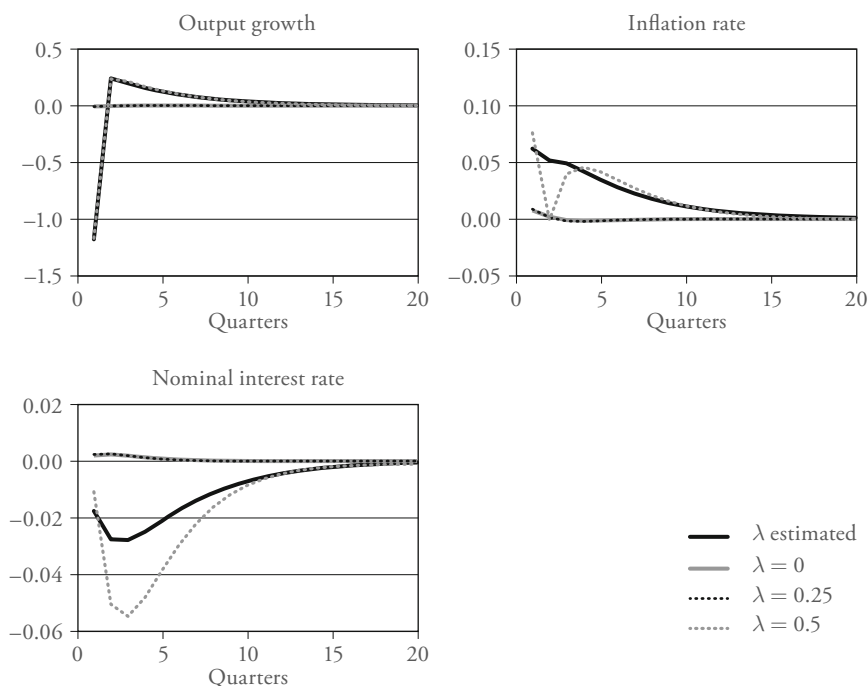 Output growth
0.5
0.0
−0.5
−1.0
−1.5
0 5 10 15 20
Quarters
Inflation rate
0.15
0.10
0.05
0.00
−0.05
0 5 10 15 20
Quarters
Nominal interest rate
0.02
0.00
−0.02
−0.04
−0.06
0 5 10 15 20
Quarters
λ estimated
λ = 0
λ = 0.25
λ = 0.5